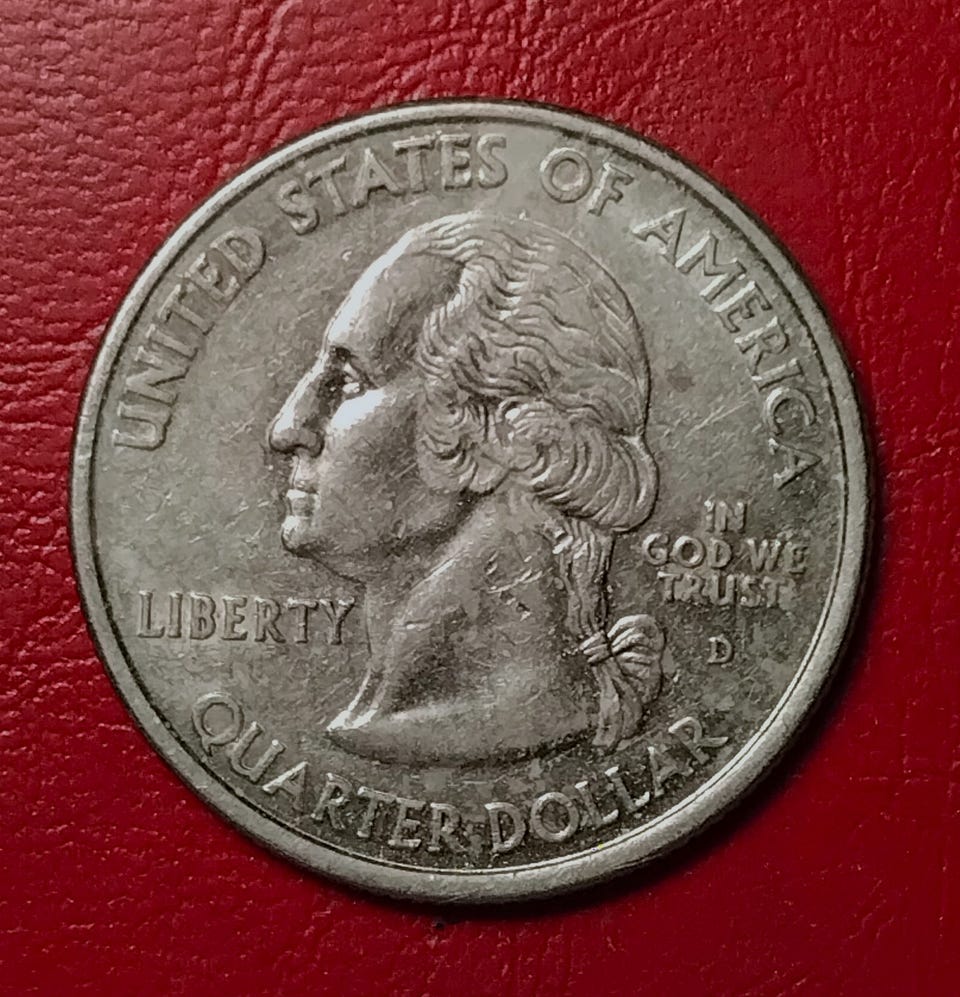 UNITED STATES OF AMERICA
LIBERTY
IN
GOD WE
TRUST
D
QUARTER DOLLAR